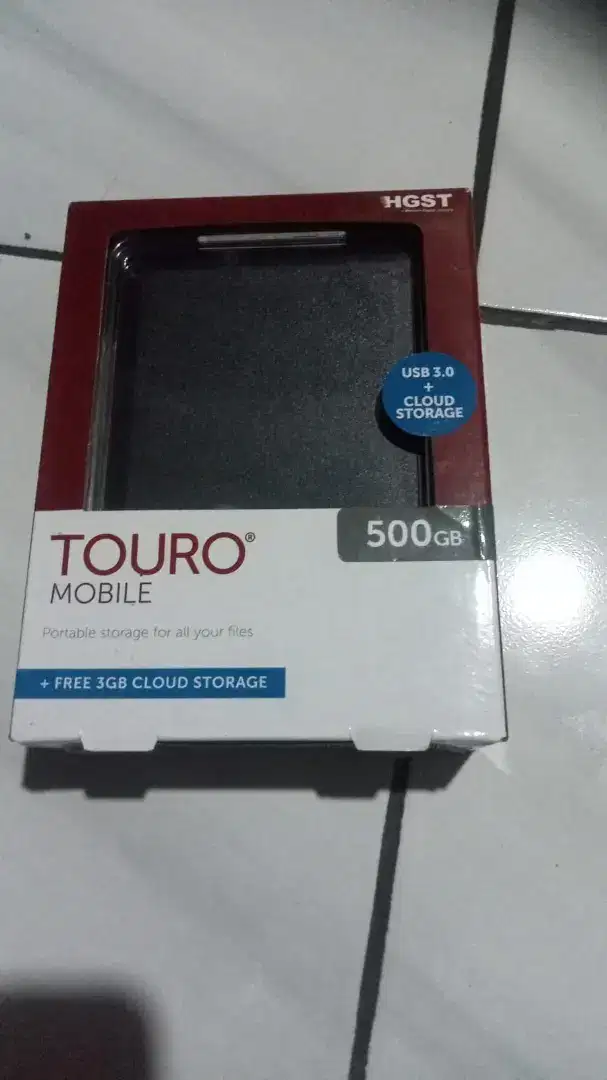 HGST
USB 3.0
+
CLOUD
STORAGE
500GB
TOURO®
MOBILE
Portable storage for all your files
+ FREE 3GB CLOUD STORAGE